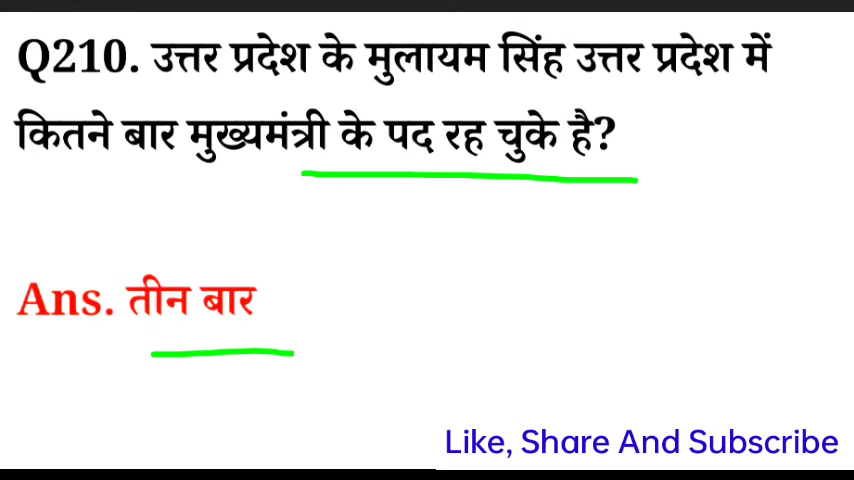 Q210. उत्तर प्रदेश के मुलायम सिंह उत्तर प्रदेश में
कितने बार मुख्यमंत्री के पद रह चुके है?
Ans. तीन बार
Like, Share And Subscribe